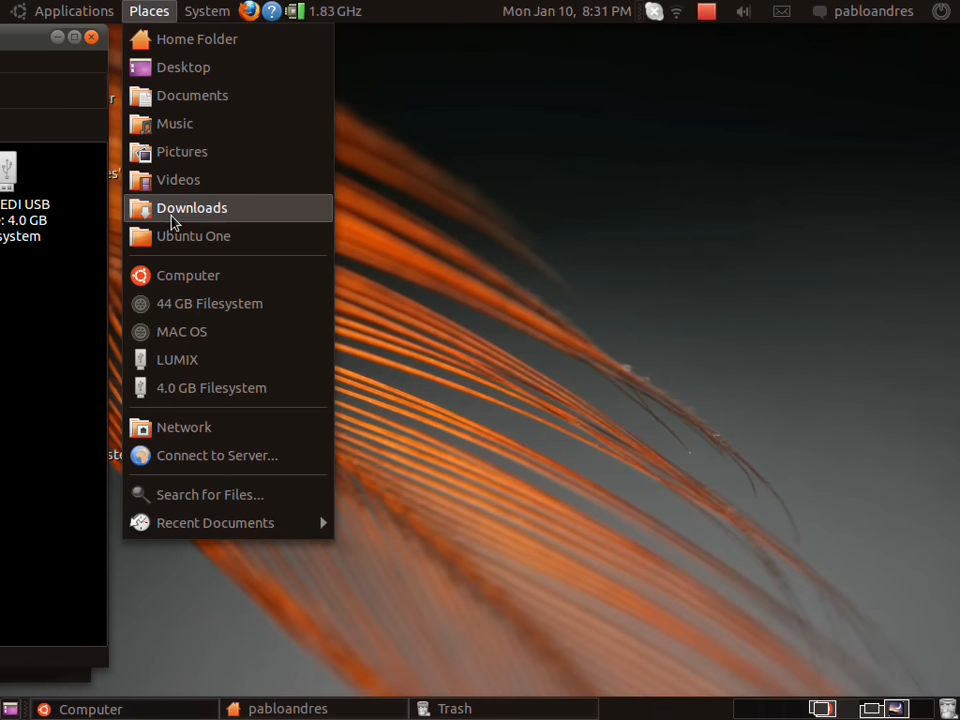 Applications Places System 1.83 GHz Mon Jan 10, 8:31 PM pabloandres
Home Folder
Desktop
Documents
Music
Pictures
Videos
Downloads
Ubuntu One
Computer
44 GB Filesystem
MAC OS
LUMIX
4.0 GB Filesystem
Network
Connect to Server...
Search for Files...
Recent Documents
EDI USB
: 4.0 GB
system
Computer pabloandres Trash